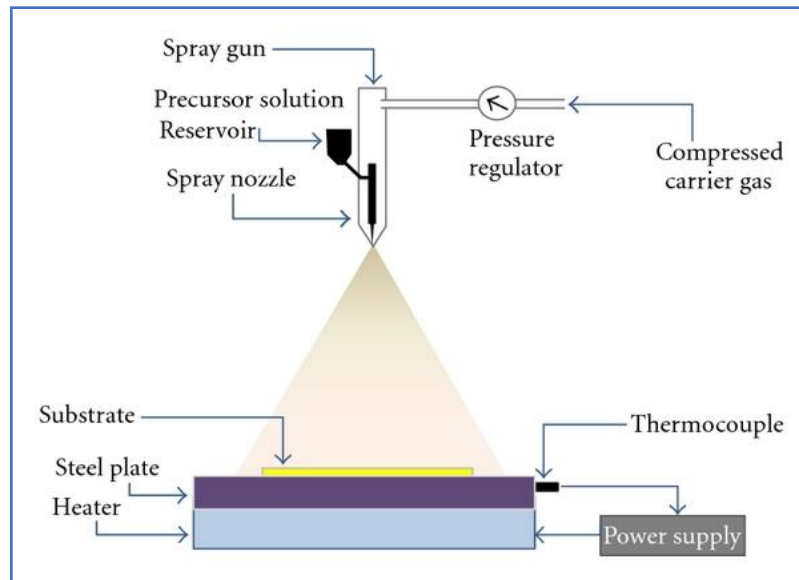 Spray gun
Precursor solution
Reservoir
Spray nozzle
Pressure
regulator
Compressed
carrier gas
Substrate
Thermocouple
Steel plate
Heater
Power supply